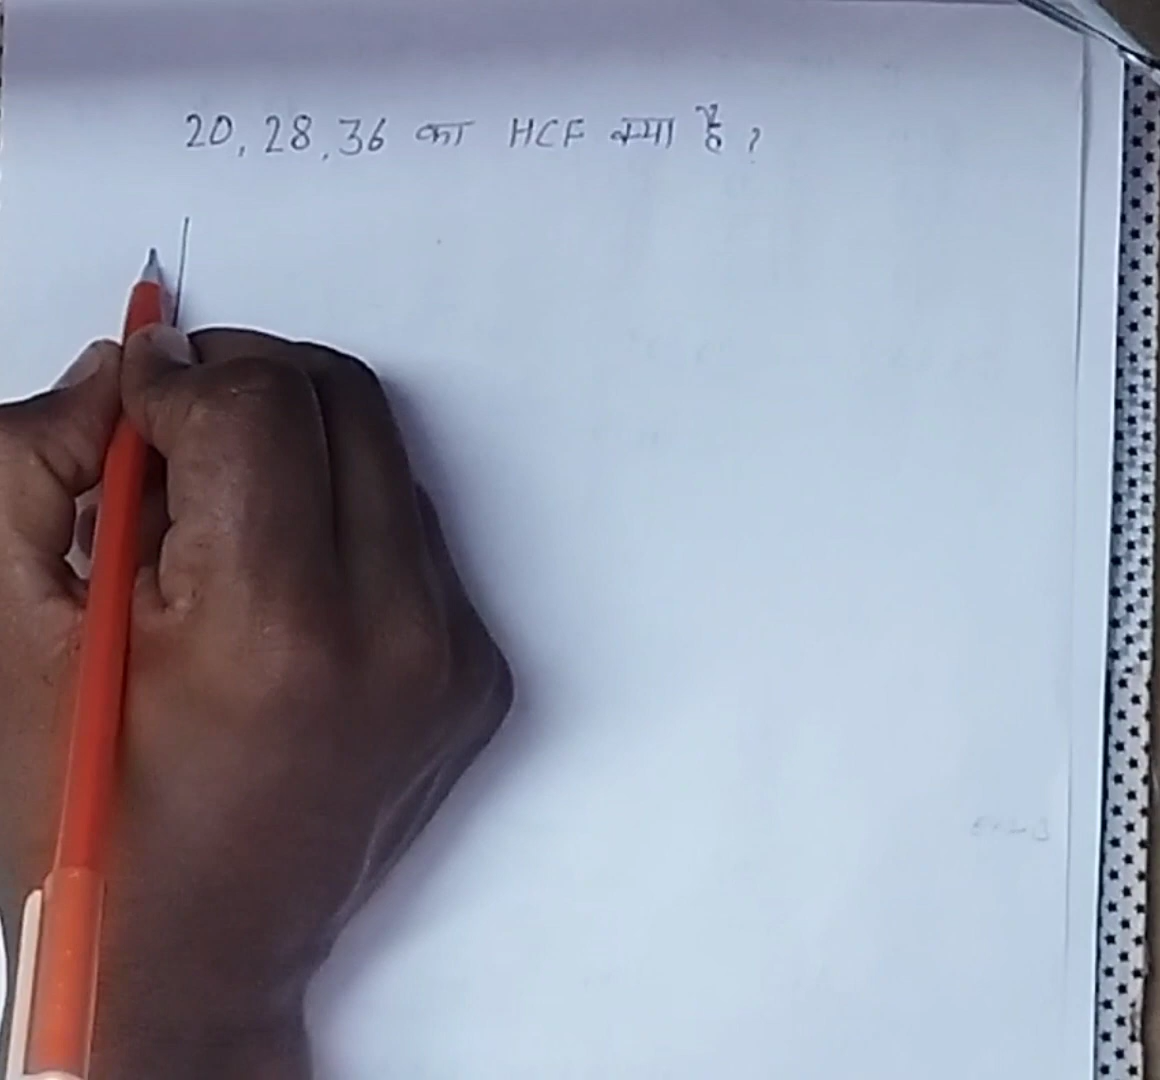 20, 28, 36 का HCF क्या है ?